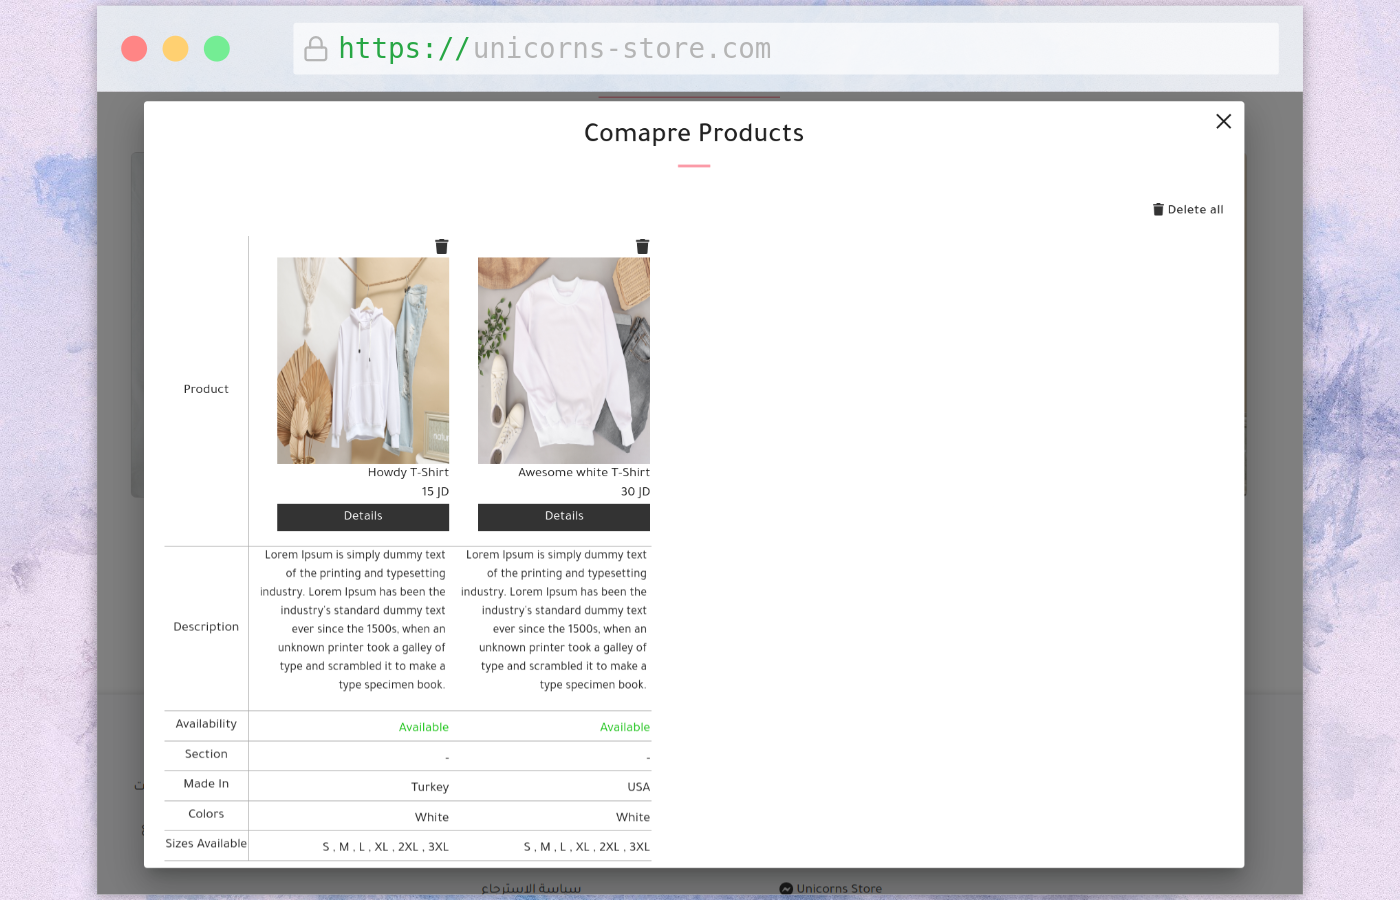 https://unicorns-store.com
Comapre Products
Delete all
Product
Howdy T-Shirt
15 JD
Details
Awesome white T-Shirt
30 JD
Details
Description
Lorem Ipsum is simply dummy text
of the printing and typesetting
industry. Lorem Ipsum has been the
industry's standard dummy text
ever since the 1500s, when an
unknown printer took a galley of
type and scrambled it to make a
type specimen book.
Lorem Ipsum is simply dummy text
of the printing and typesetting
industry. Lorem Ipsum has been the
industry's standard dummy text
ever since the 1500s, when an
unknown printer took a galley of
type and scrambled it to make a
type specimen book.
Availability Available Available
Section - -
Made In Turkey USA
Colors White White
Sizes Available S , M , L , XL , 2XL , 3XL S , M , L , XL , 2XL , 3XL
سياسة الاسترجاع Unicorns Store